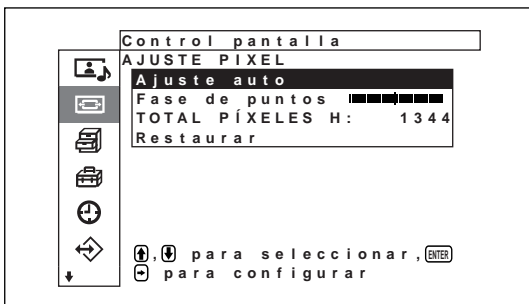 Control pantalla
AJUSTE PIXEL
Ajuste auto
Fase de puntos
TOTAL PÍXELES H: 1344
Restaurar
, para seleccionar, ENTER
para configurar